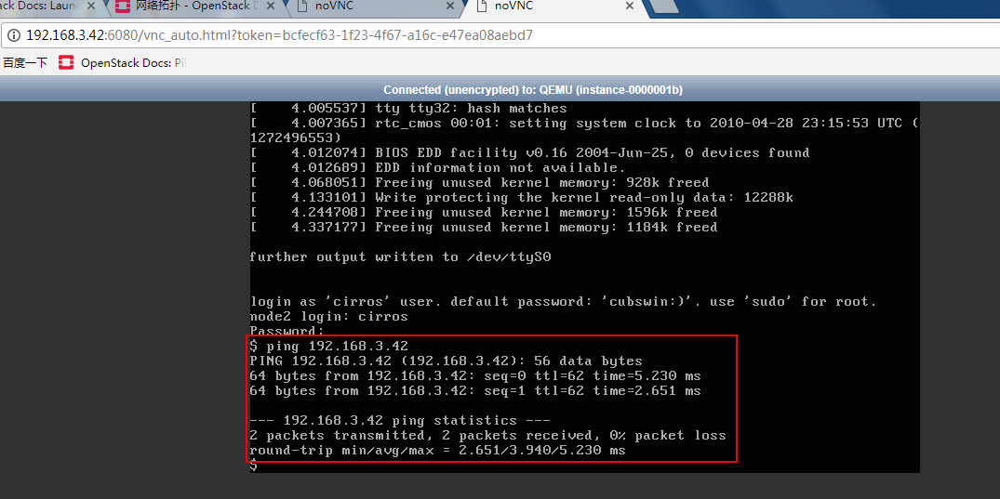 ack Docs: Laun
网络拓扑 - OpenStack D
noVNC
noVNC
192.168.3.42:6080/vnc_auto.html?token=bcfecf63-1f23-4f67-a16c-e47ea08aebd7
百度一下
OpenStack Docs: Pil
Connected (unencrypted) to: QEMU (instance-0000001b)
[    4.005537] tty tty32: hash matches
[    4.007365] rtc_cmos 00:01: setting system clock to 2010-04-28 23:15:53 UTC (
1272496553)
[    4.012074] BIOS EDD facility v0.16 2004-Jun-25, 0 devices found
[    4.012689] EDD information not available.
[    4.068051] Freeing unused kernel memory: 928k freed
[    4.133101] Write protecting the kernel read-only data: 12288k
[    4.244708] Freeing unused kernel memory: 1596k freed
[    4.337177] Freeing unused kernel memory: 1184k freed
further output written to /dev/ttyS0
login as 'cirros' user. default password: 'cubswin:)'. use 'sudo' for root.
node2 login: cirros
Password:
$ ping 192.168.3.42
PING 192.168.3.42 (192.168.3.42): 56 data bytes
64 bytes from 192.168.3.42: seq=0 ttl=62 time=5.230 ms
64 bytes from 192.168.3.42: seq=1 ttl=62 time=2.651 ms
--- 192.168.3.42 ping statistics ---
2 packets transmitted, 2 packets received, 0% packet loss
round-trip min/avg/max = 2.651/3.940/5.230 ms
$